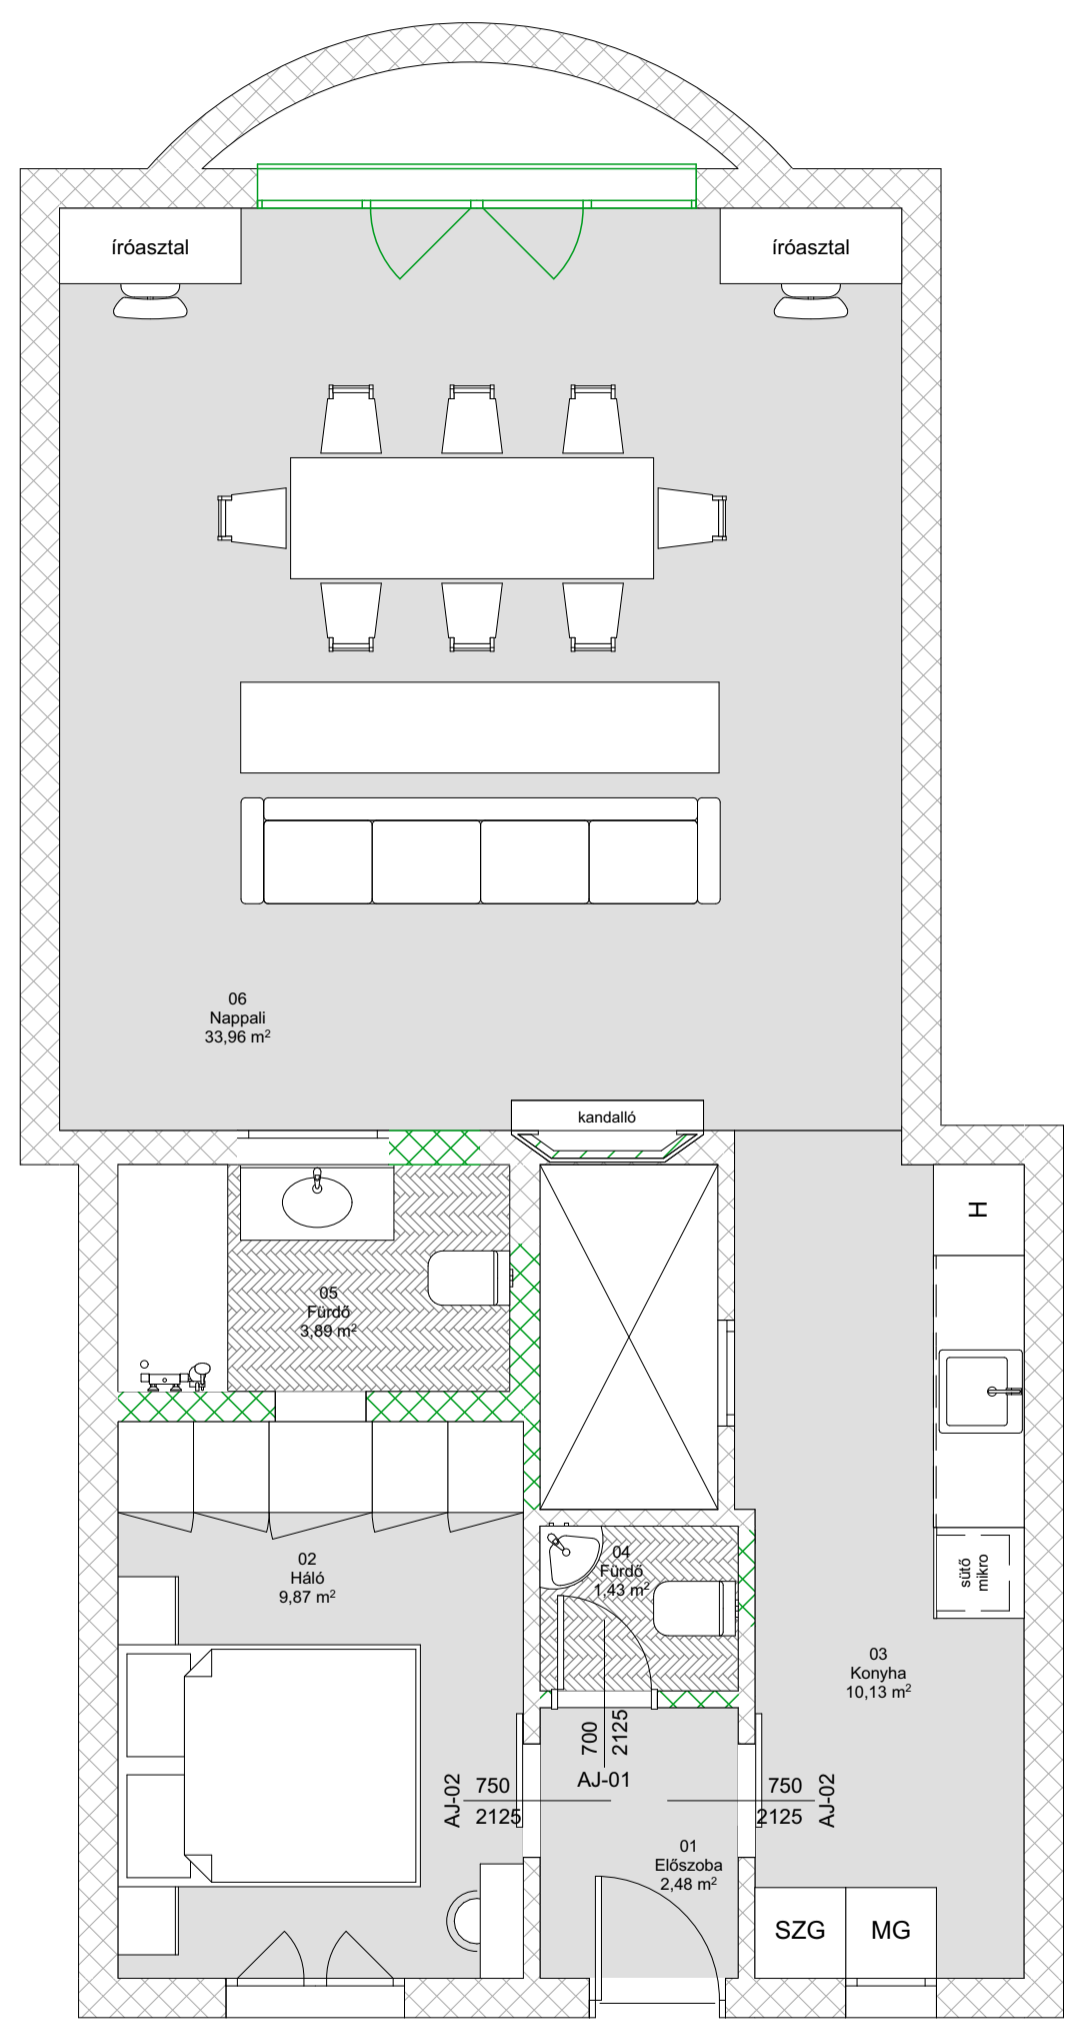 íróasztal
íróasztal
06
Nappali
33,96 m²
kandalló
H
05
Fürdő
3,89 m²
02
Háló
9,87 m²
04
Fürdő
1,43 m²
sütő
mikro
03
Konyha
10,13 m²
700
2125
AJ-01
AJ-02
750
2125
750
2125
AJ-02
01
Előszoba
2,48 m²
SZG
MG